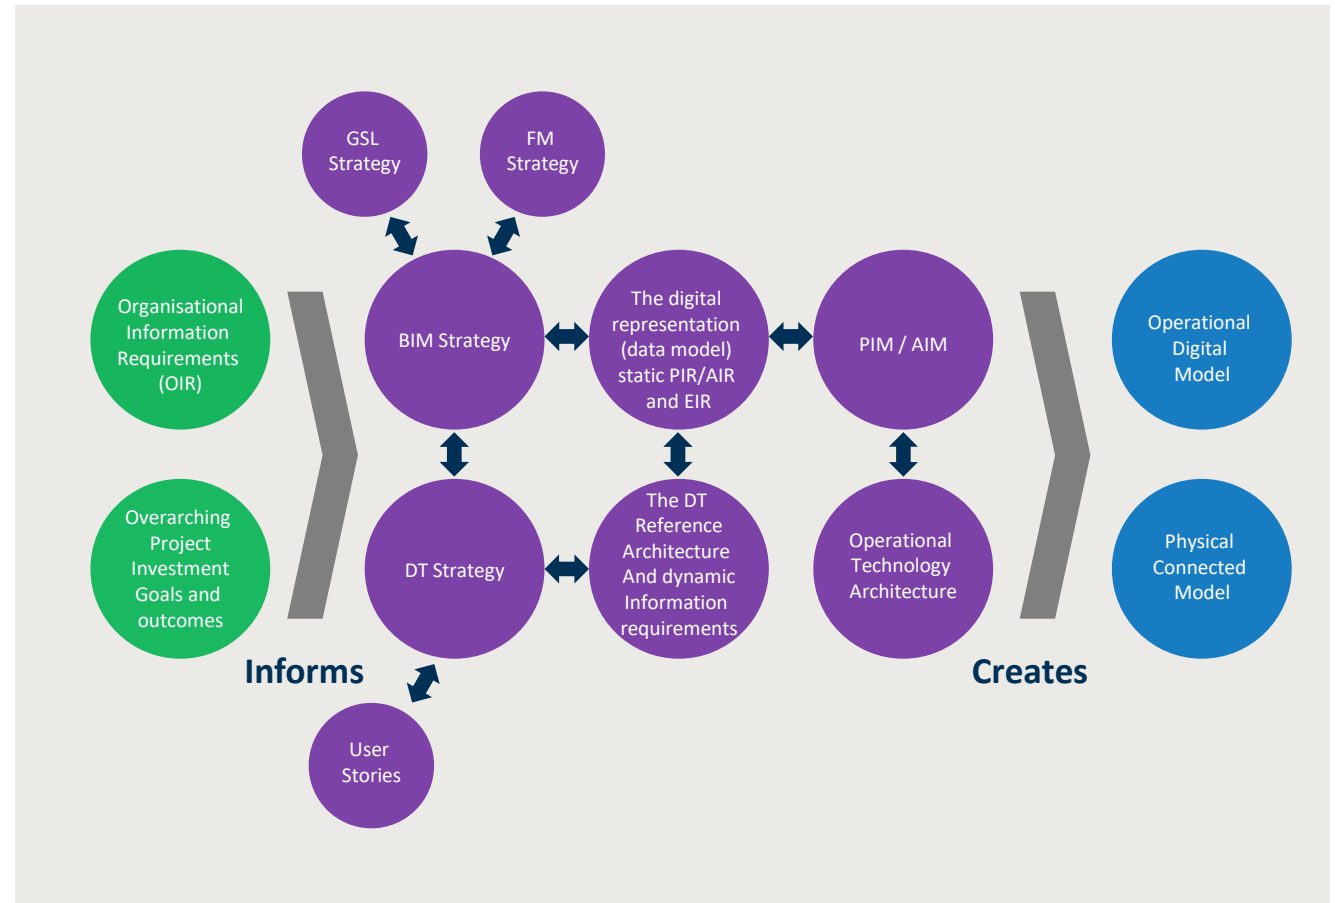 GSL
Strategy
FM
Strategy
Organisational
Information
Requirements
(OIR)
BIM Strategy
The digital
representation
(data model)
static PIR/AIR
and EIR
PIM / AIM
Operational
Digital
Model
Overarching
Project
Investment
Goals and
outcomes
DT Strategy
The DT
Reference
Architecture
And dynamic
Information
requirements
Operational
Technology
Architecture
Physical
Connected
Model
Informs
Creates
User
Stories